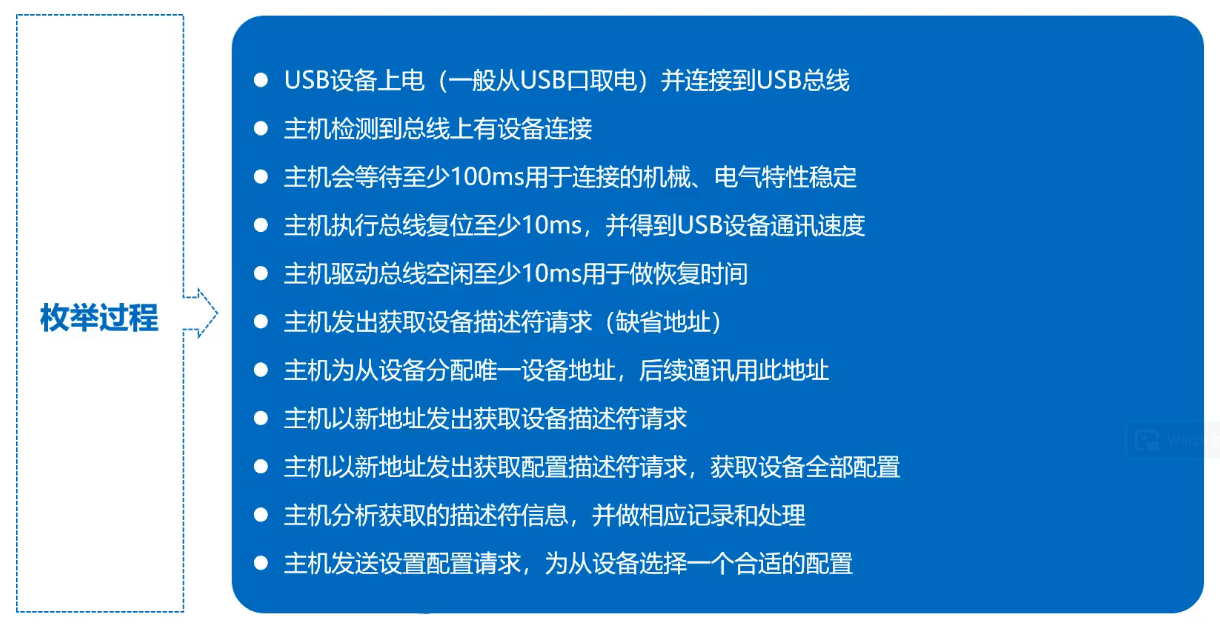 枚举过程
USB设备上电（一般从USB口取电）并连接到USB总线
主机检测到总线上有设备连接
主机会等待至少100ms用于连接的机械、电气特性稳定
主机执行总线复位至少10ms，并得到USB设备通讯速度
主机驱动总线空闲至少10ms用于做恢复时间
主机发出获取设备描述符请求（缺省地址）
主机为从设备分配唯一设备地址，后续通讯用此地址
主机以新地址发出获取设备描述符请求
主机以新地址发出获取配置描述符请求，获取设备全部配置
主机分析获取的描述符信息，并做相应记录和处理
主机发送设置配置请求，为从设备选择一个合适的配置
Watch